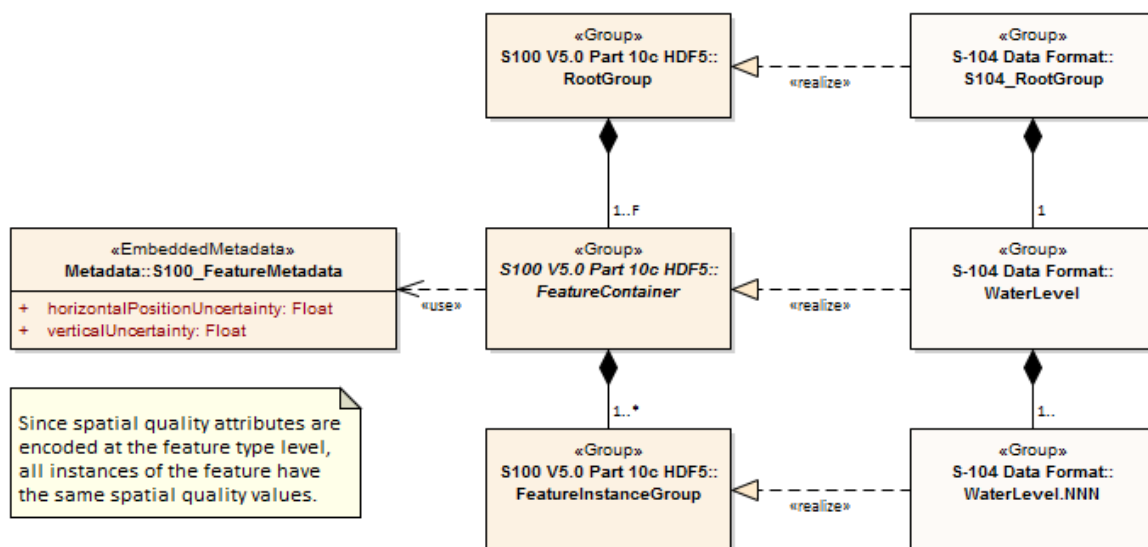 «Group»
S100 V5.0 Part 10c HDF5::
RootGroup
«realize»
«Group»
S-104 Data Format::
S104_RootGroup
1..F
1
«EmbeddedMetadata»
Metadata::S100_FeatureMetadata
+ horizontalPositionUncertainty: Float
+ verticalUncertainty: Float
«use»
«Group»
S100 V5.0 Part 10c HDF5::
FeatureContainer
«realize»
«Group»
S-104 Data Format::
WaterLevel
1..*
1..
Since spatial quality attributes are
encoded at the feature type level,
all instances of the feature have
the same spatial quality values.
«Group»
S100 V5.0 Part 10c HDF5::
FeatureInstanceGroup
«realize»
«Group»
S-104 Data Format::
WaterLevel.NNN